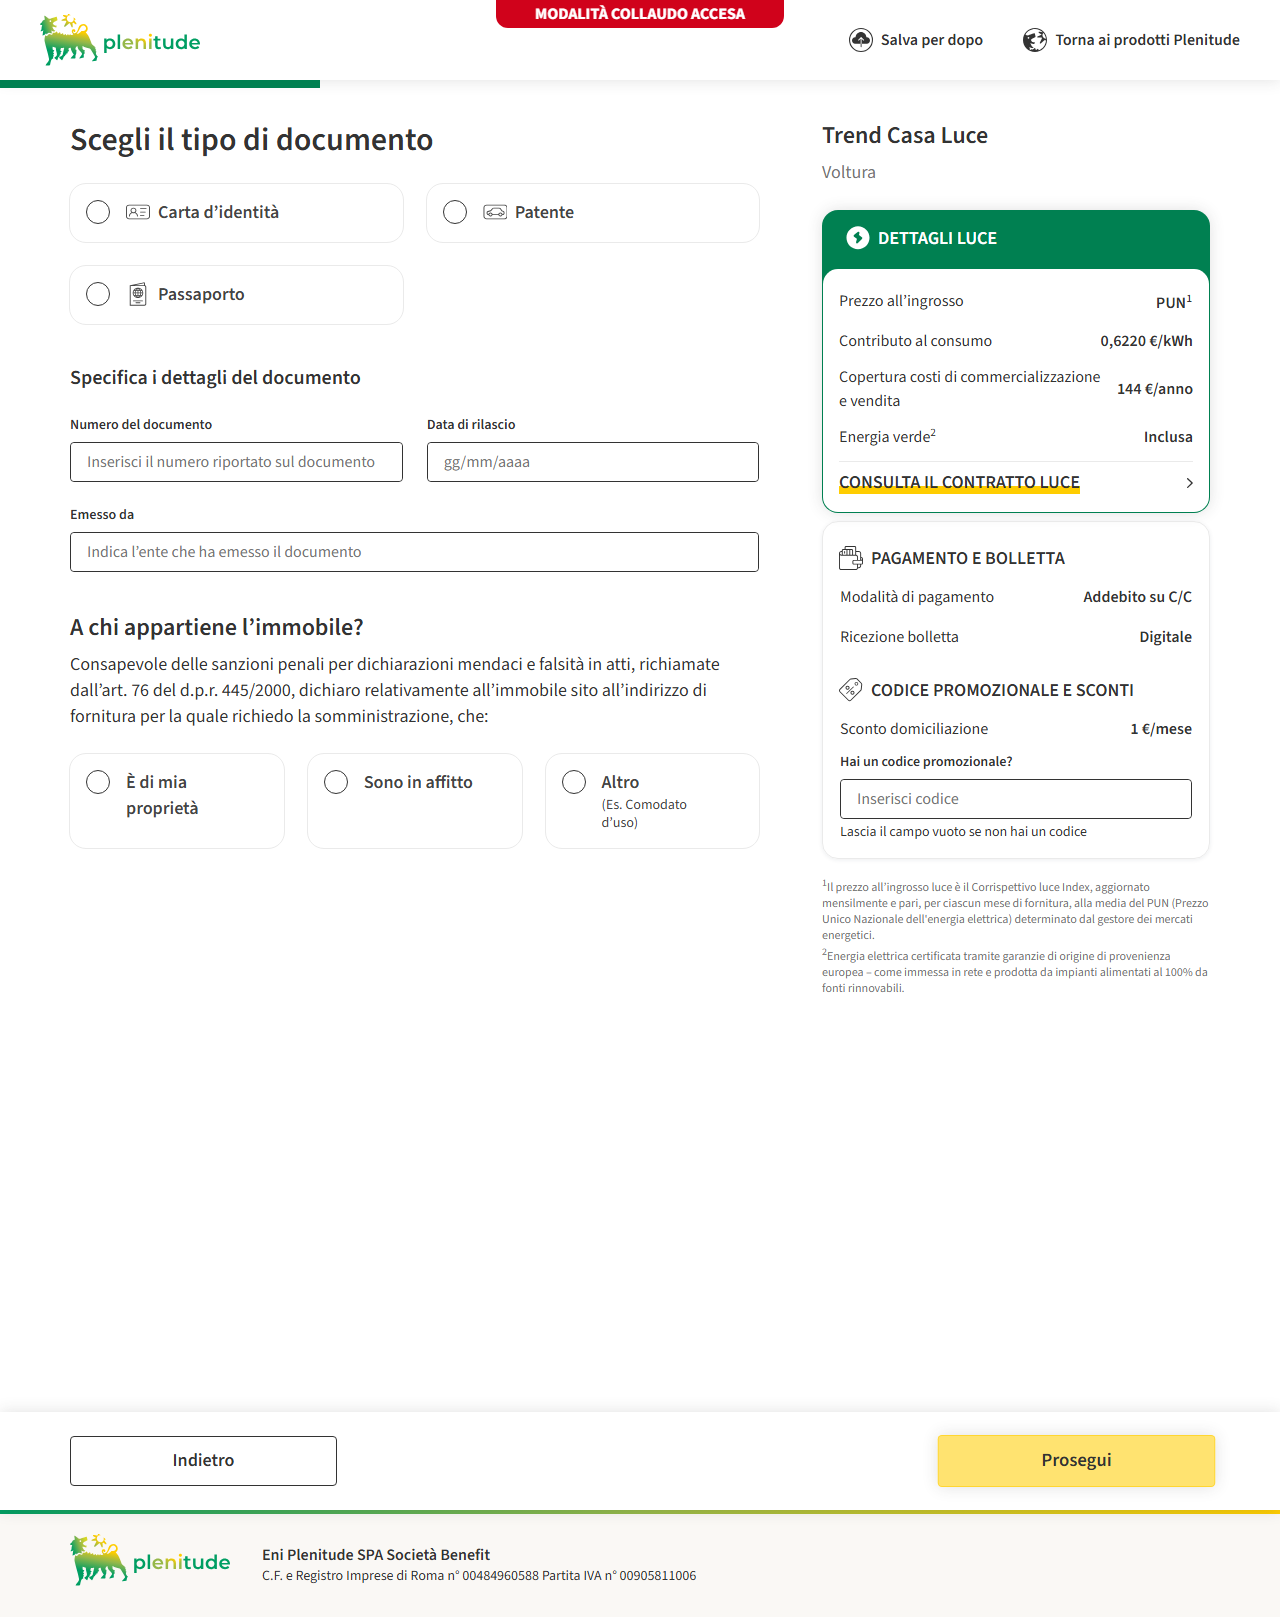 MODALITÀ COLLAUDO ACCESA
plenitude
Salva per dopo
Torna ai prodotti Plenitude
Scegli il tipo di documento
Carta d’identità
Patente
Passaporto
Specifica i dettagli del documento
Numero del documento
Data di rilascio
Inserisci il numero riportato sul documento
gg/mm/aaaa
Emesso da
Indica l’ente che ha emesso il documento
A chi appartiene l’immobile?
Consapevole delle sanzioni penali per dichiarazioni mendaci e falsità in atti, richiamate
dall’art. 76 del d.p.r. 445/2000, dichiaro relativamente all’immobile sito all’indirizzo di
fornitura per la quale richiedo la somministrazione, che:
È di mia
proprietà
Sono in affitto
Altro
(Es. Comodato
d’uso)
Trend Casa Luce
Voltura
DETTAGLI LUCE
Prezzo all’ingrosso
PUN¹
Contributo al consumo
0,6220 €/kWh
Copertura costi di commercializzazione
e vendita
144 €/anno
Energia verde²
Inclusa
CONSULTA IL CONTRATTO LUCE
PAGAMENTO E BOLLETTA
Modalità di pagamento
Addebito su C/C
Ricezione bolletta
Digitale
CODICE PROMOZIONALE E SCONTI
Sconto domiciliazione
1 €/mese
Hai un codice promozionale?
Inserisci codice
Lascia il campo vuoto se non hai un codice
¹Il prezzo all’ingrosso luce è il Corrispettivo luce Index, aggiornato
mensilmente e pari, per ciascun mese di fornitura, alla media del PUN (Prezzo
Unico Nazionale dell'energia elettrica) determinato dal gestore dei mercati
energetici.
²Energia elettrica certificata tramite garanzie di origine di provenienza
europea – come immessa in rete e prodotta da impianti alimentati al 100% da
fonti rinnovabili.
Indietro
Prosegui
plenitude
Eni Plenitude SPA Società Benefit
C.F. e Registro Imprese di Roma n° 00484960588 Partita IVA n° 00905811006